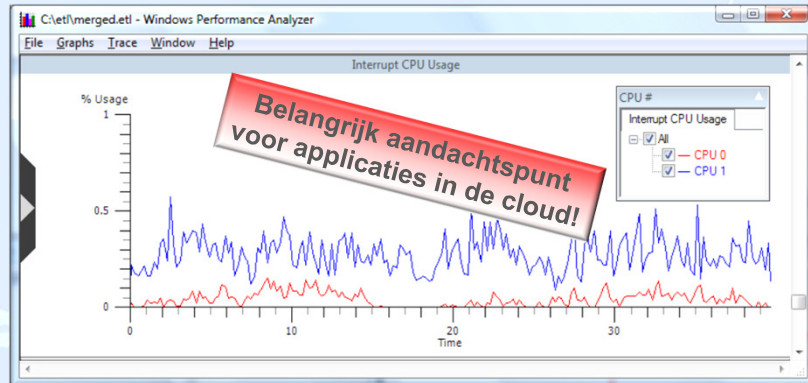 C:\etl\merged.etl - Windows Performance Analyzer
File Graphs Trace Window Help
Interrupt CPU Usage
% Usage
1
0.5
0
0 10 20 30
Time
Belangrijk aandachtspunt
voor applicaties in de cloud!
CPU #
Interrupt CPU Usage
All
CPU 0
CPU 1